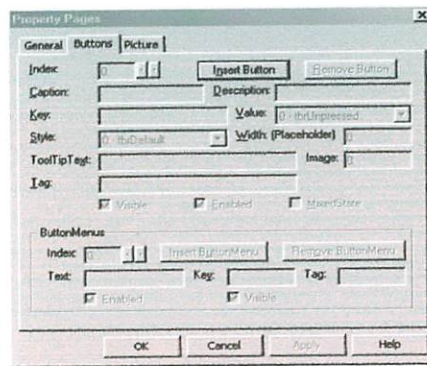 Property Pages
General Buttons Picture
Index: 0 Insert Button Remove Button
Caption: Description:
Key: Value: 0 - tbrUnpressed
Style: 0 - tbrDefault Width: (Placeholder) 0
ToolTipText: Image: 0
Tag:
Visible Enabled MixedState
ButtonMenus
Index: 0 Insert ButtonMenu Remove ButtonMenu
Text: Key: Tag:
Enabled Visible
OK Cancel Apply Help